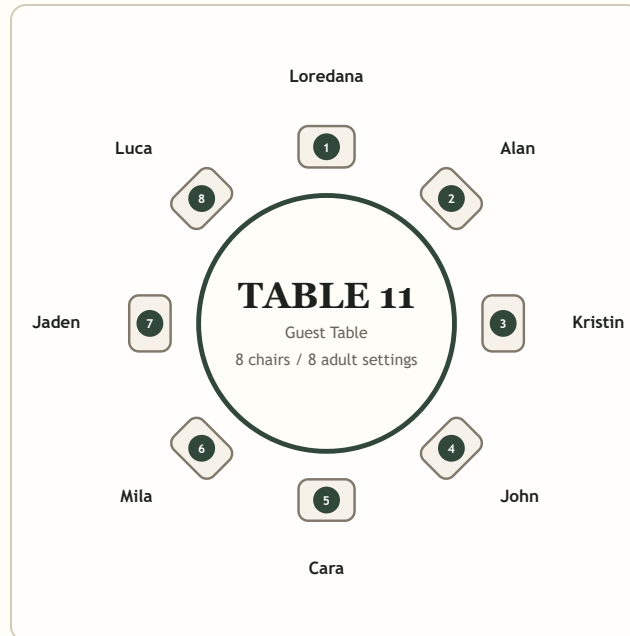 Loredana
1
Luca
Alan
8
2
TABLE 11
Guest Table
8 chairs / 8 adult settings
Jaden
7
3
Kristin
6
4
Mila
John
5
Cara